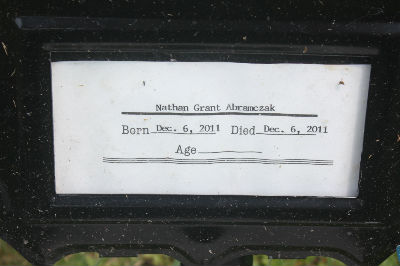 Nathan Grant Abramczak
Born Dec. 6, 2011 Died Dec. 6, 2011
Age